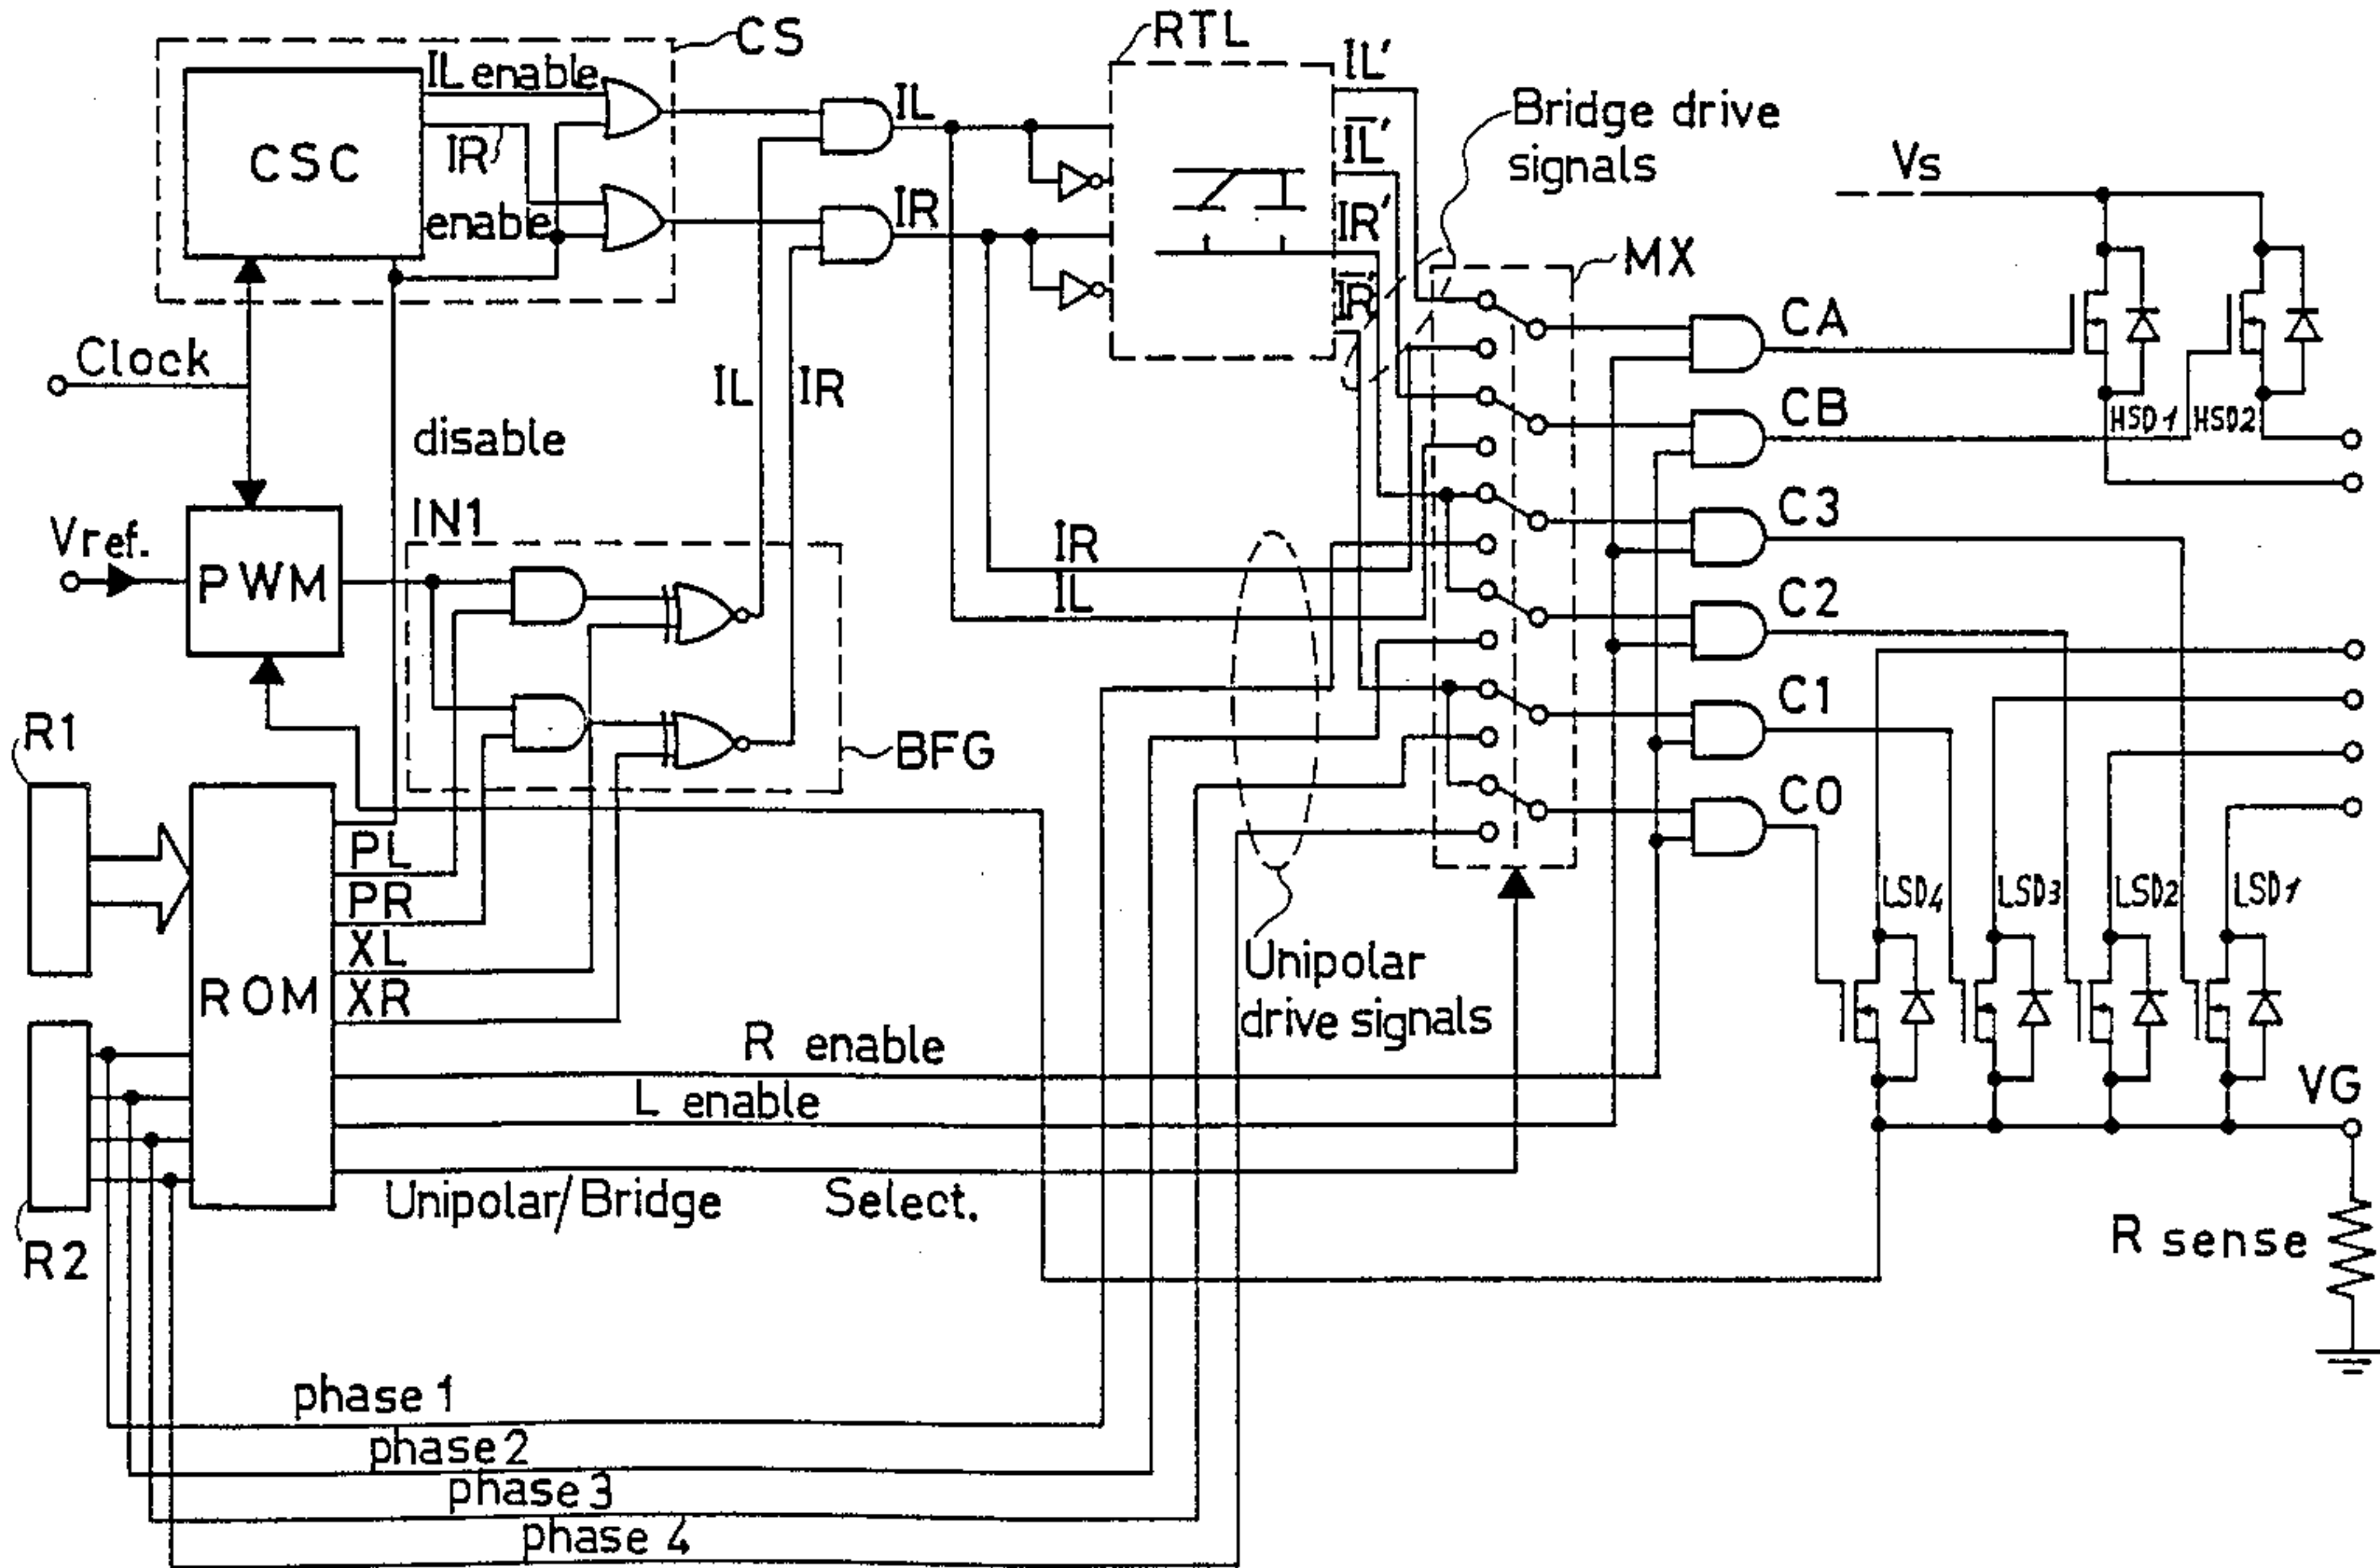 CS
RTL
IL enable
IL
IL'
Bridge drive
signals
CSC
IR
I̅L̅'
Vs
enable
IR
IR'
MX
I̅R̅'
CA
Clock
IL
IR
CB
HSD1
HSD2
disable
IN1
C3
Vref.
PWM
IR
IL
C2
R1
BFG
C1
C0
PL
PR
LSD4
LSD3
LSD2
LSD1
XL
ROM
XR
Unipolar
drive signals
R enable
L enable
VG
Unipolar/Bridge Select.
R2
R sense
phase 1
phase 2
phase 3
phase 4